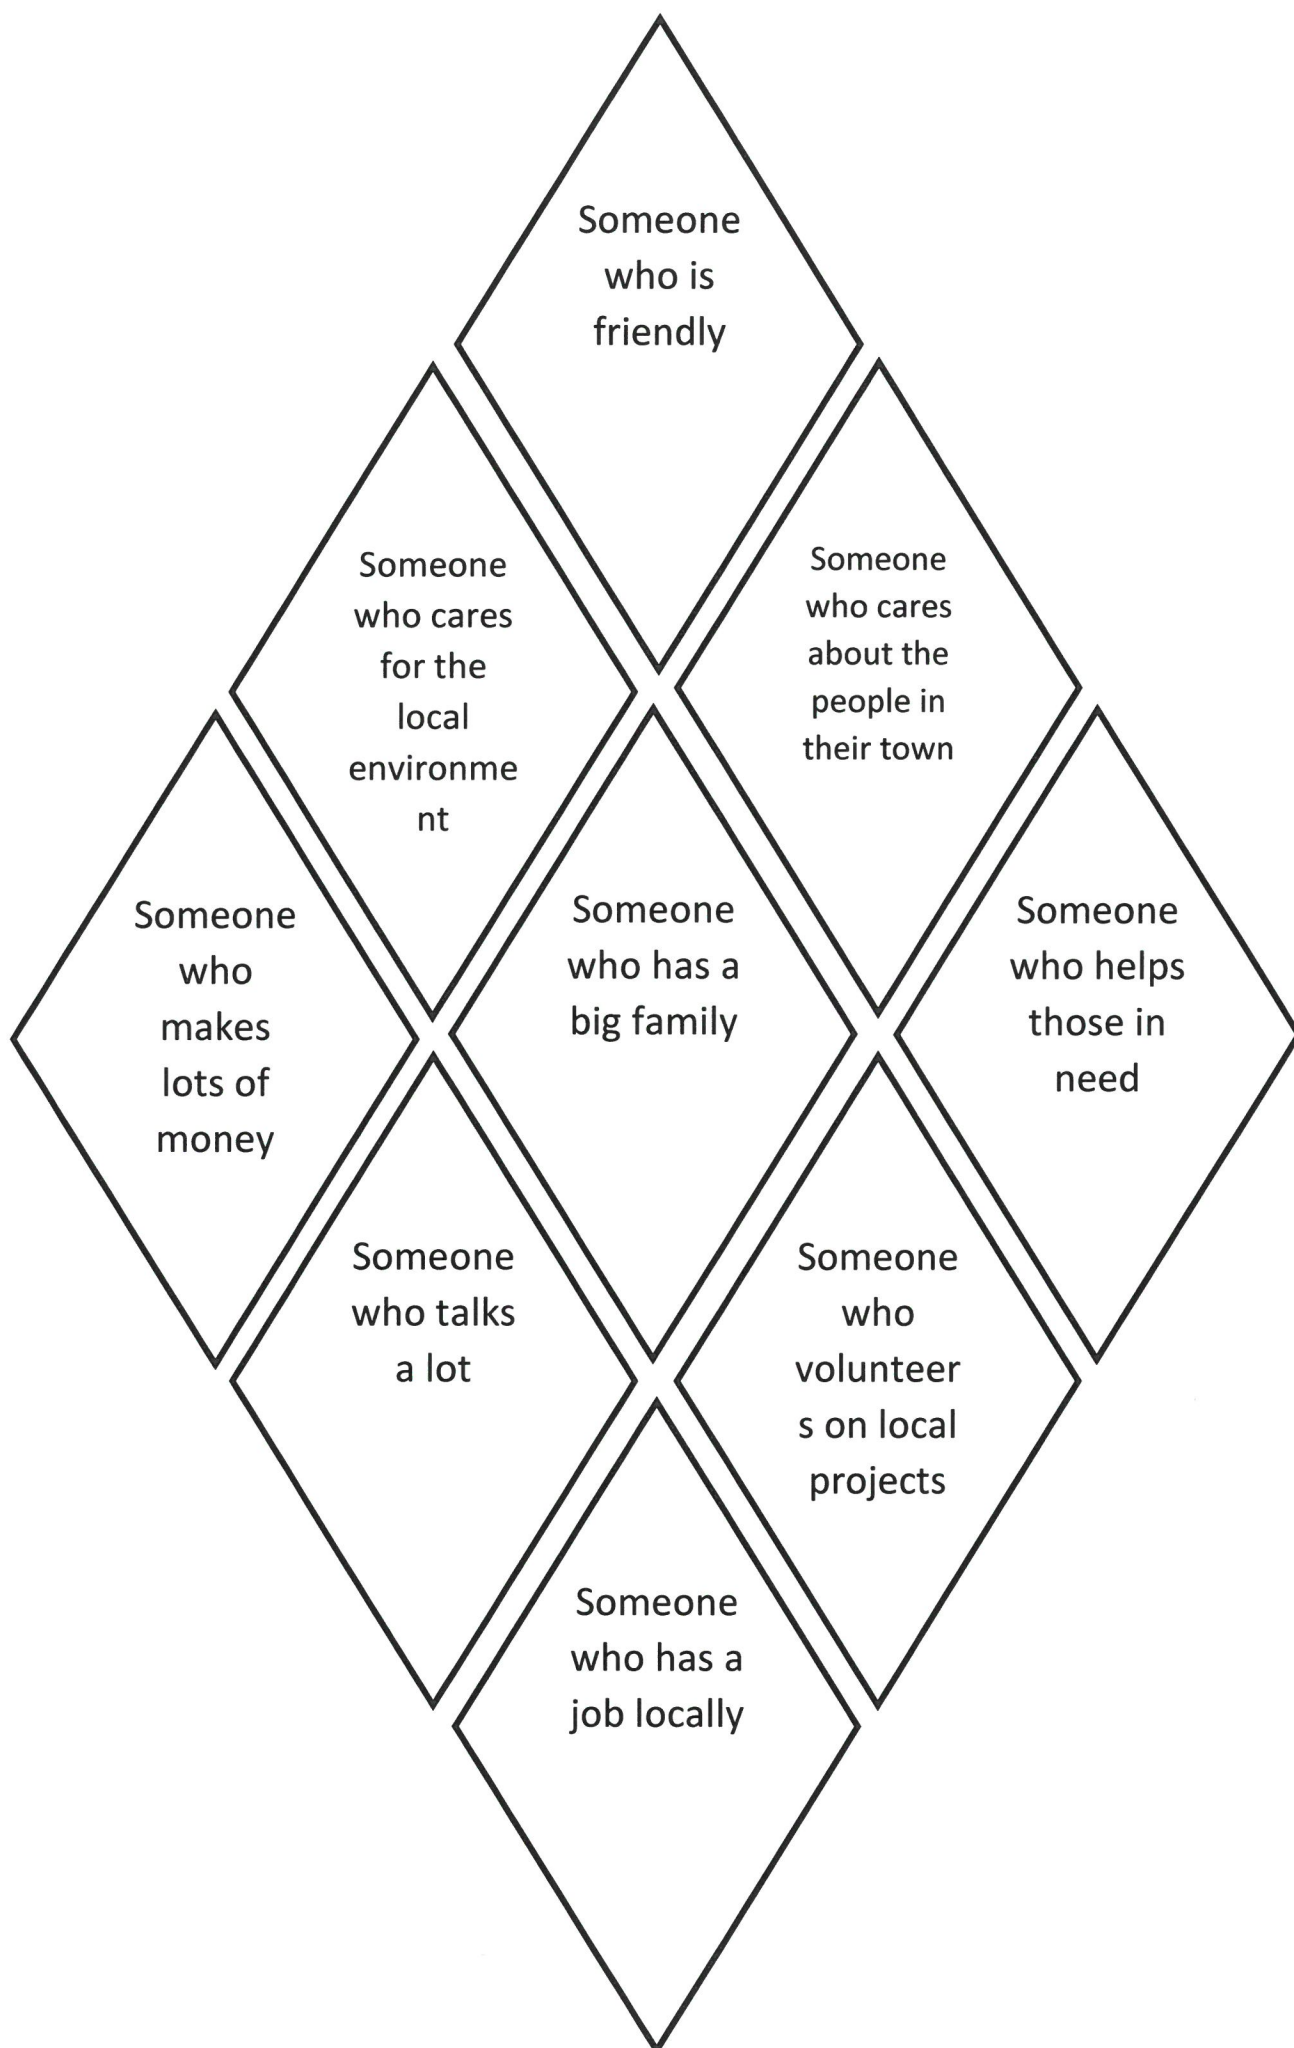 Someone
who is
friendly
Someone
who cares
for the
local
environme
nt
Someone
who cares
about the
people in
their town
Someone
who
makes
lots of
money
Someone
who has a
big family
Someone
who helps
those in
need
Someone
who talks
a lot
Someone
who
volunteer
s on local
projects
Someone
who has a
job locally